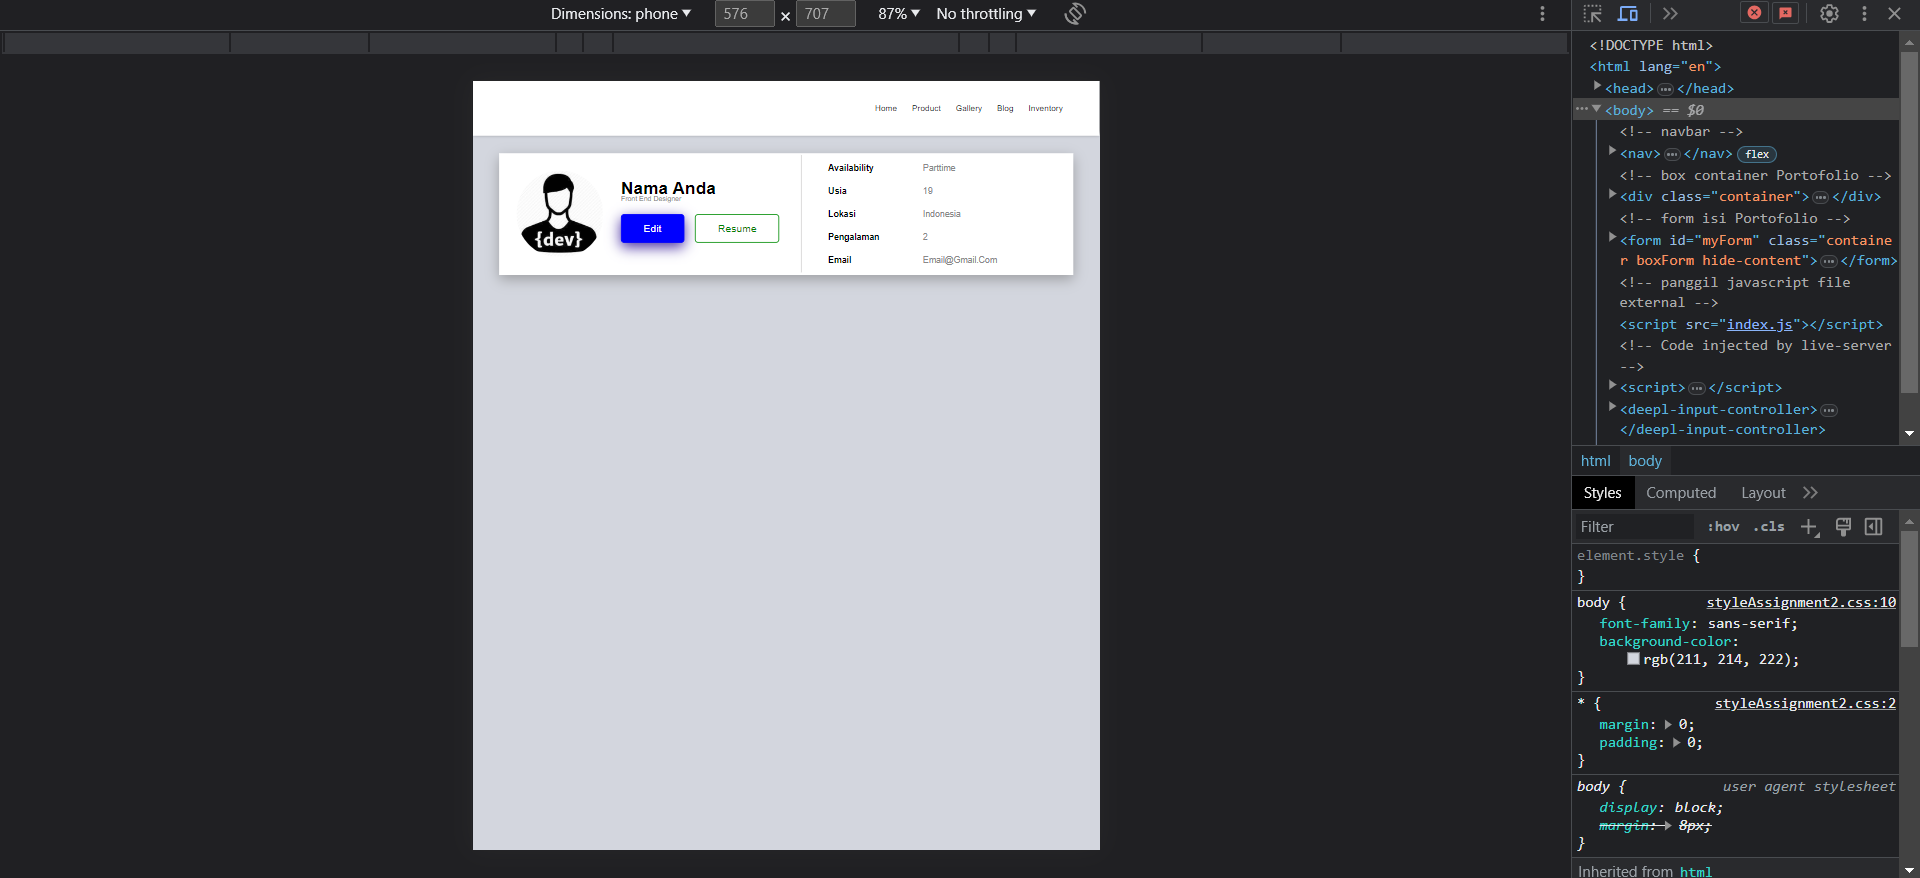 Dimensions: phone ▼ 576 × 707 87% ▼ No throttling ▼
Home Product Gallery Blog Inventory
{dev}
Nama Anda
Front End Designer
Edit Resume
Availability Parttime
Usia 19
Lokasi Indonesia
Pengalaman 2
Email Email@Gmail.Com
<!DOCTYPE html>
<html lang="en">
<head> ··· </head>
··· <body> == $0
<!-- navbar -->
<nav> ··· </nav> flex
<!-- box container Portofolio -->
<div class="container"> ··· </div>
<!-- form isi Portofolio -->
<form id="myForm" class="containe
r boxForm hide-content"> ··· </form>
<!-- panggil javascript file
external -->
<script src="index.js"></script>
<!-- Code injected by live-server
-->
<script> ··· </script>
<deepl-input-controller> ···
</deepl-input-controller>
html body
Styles Computed Layout
Filter :hov .cls
element.style {
}
body { styleAssignment2.css:10
font-family: sans-serif;
background-color:
rgb(211, 214, 222);
}
* { styleAssignment2.css:2
margin: 0;
padding: 0;
}
body { user agent stylesheet
display: block;
margin: 8px;
}
Inherited from html